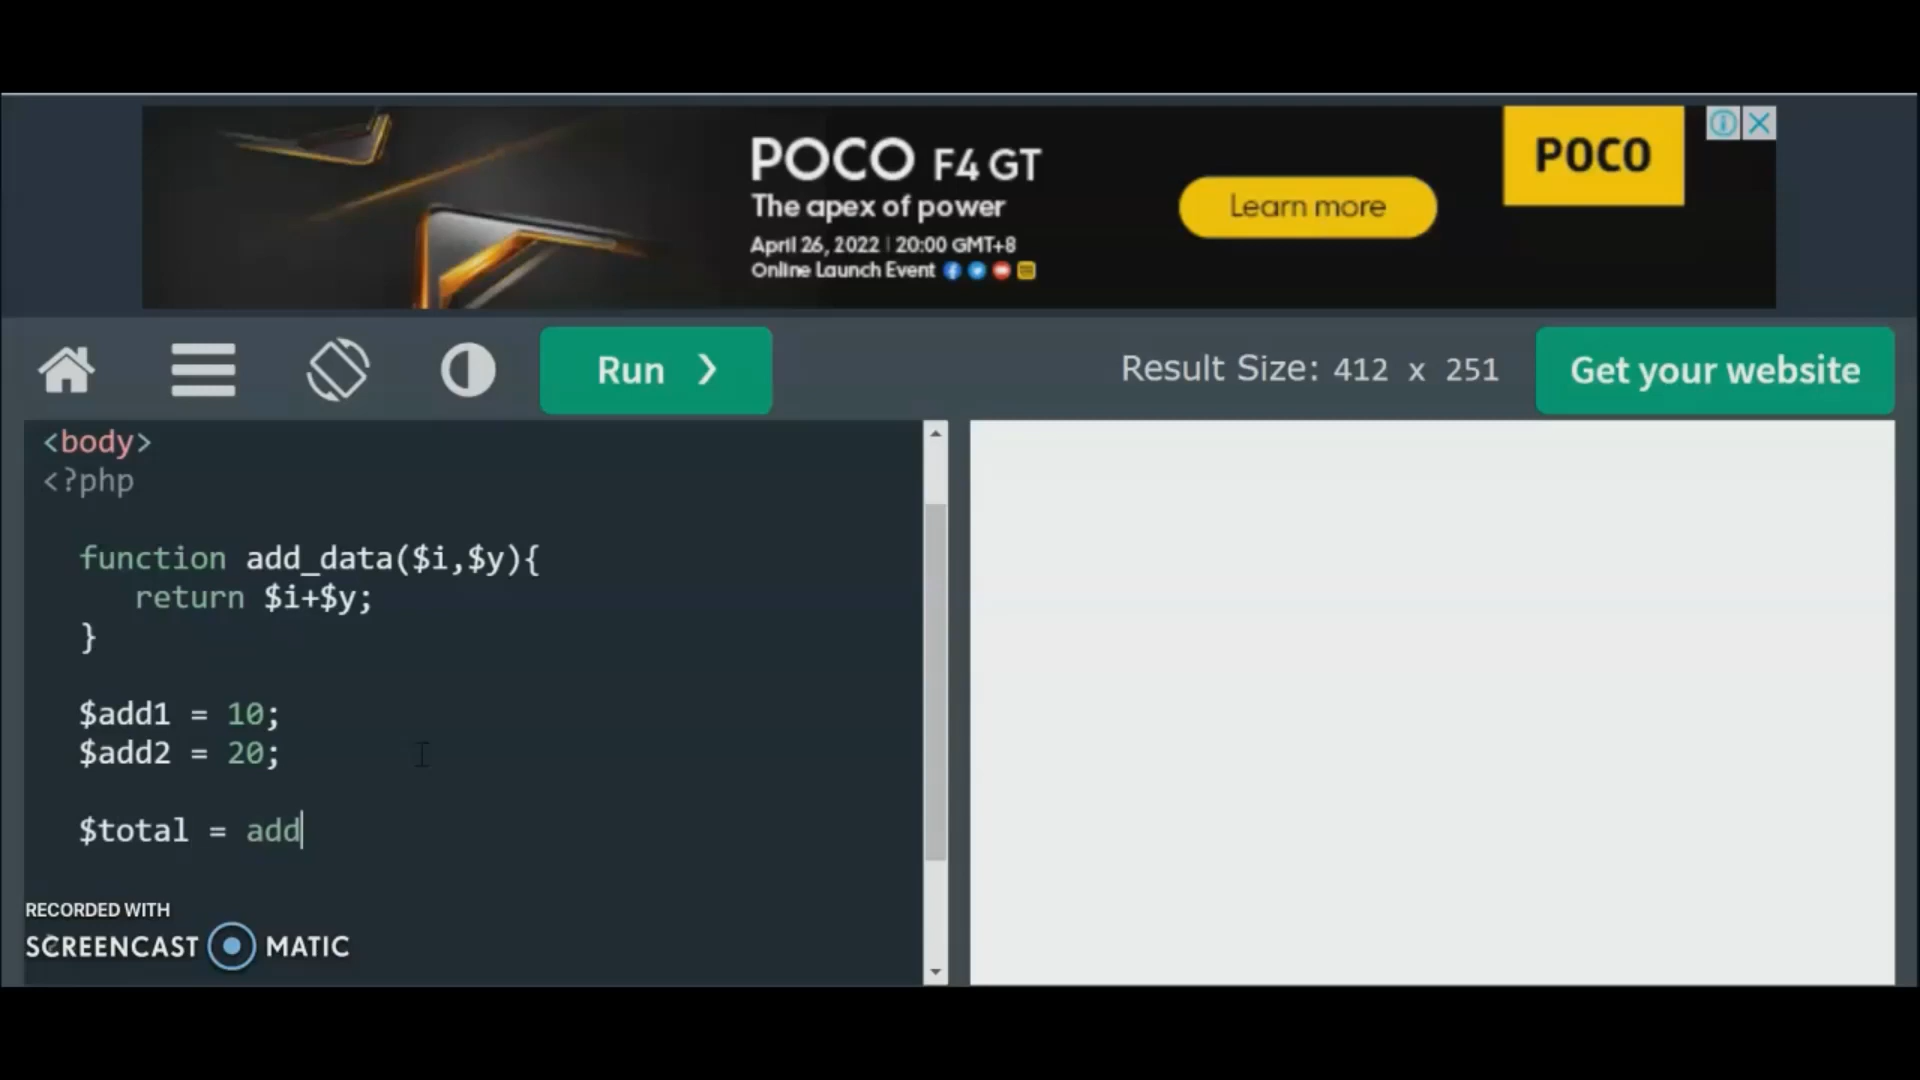 POCO F4 GT
The apex of power
April 26, 2022 | 20:00 GMT+8
Online Launch Event
Learn more
POCO
Run ❯
Result Size: 412 x 251
Get your website
<body>
<?php
function add_data($i,$y){
return $i+$y;
}
$add1 = 10;
$add2 = 20;
$total = add
RECORDED WITH
SCREENCAST MATIC